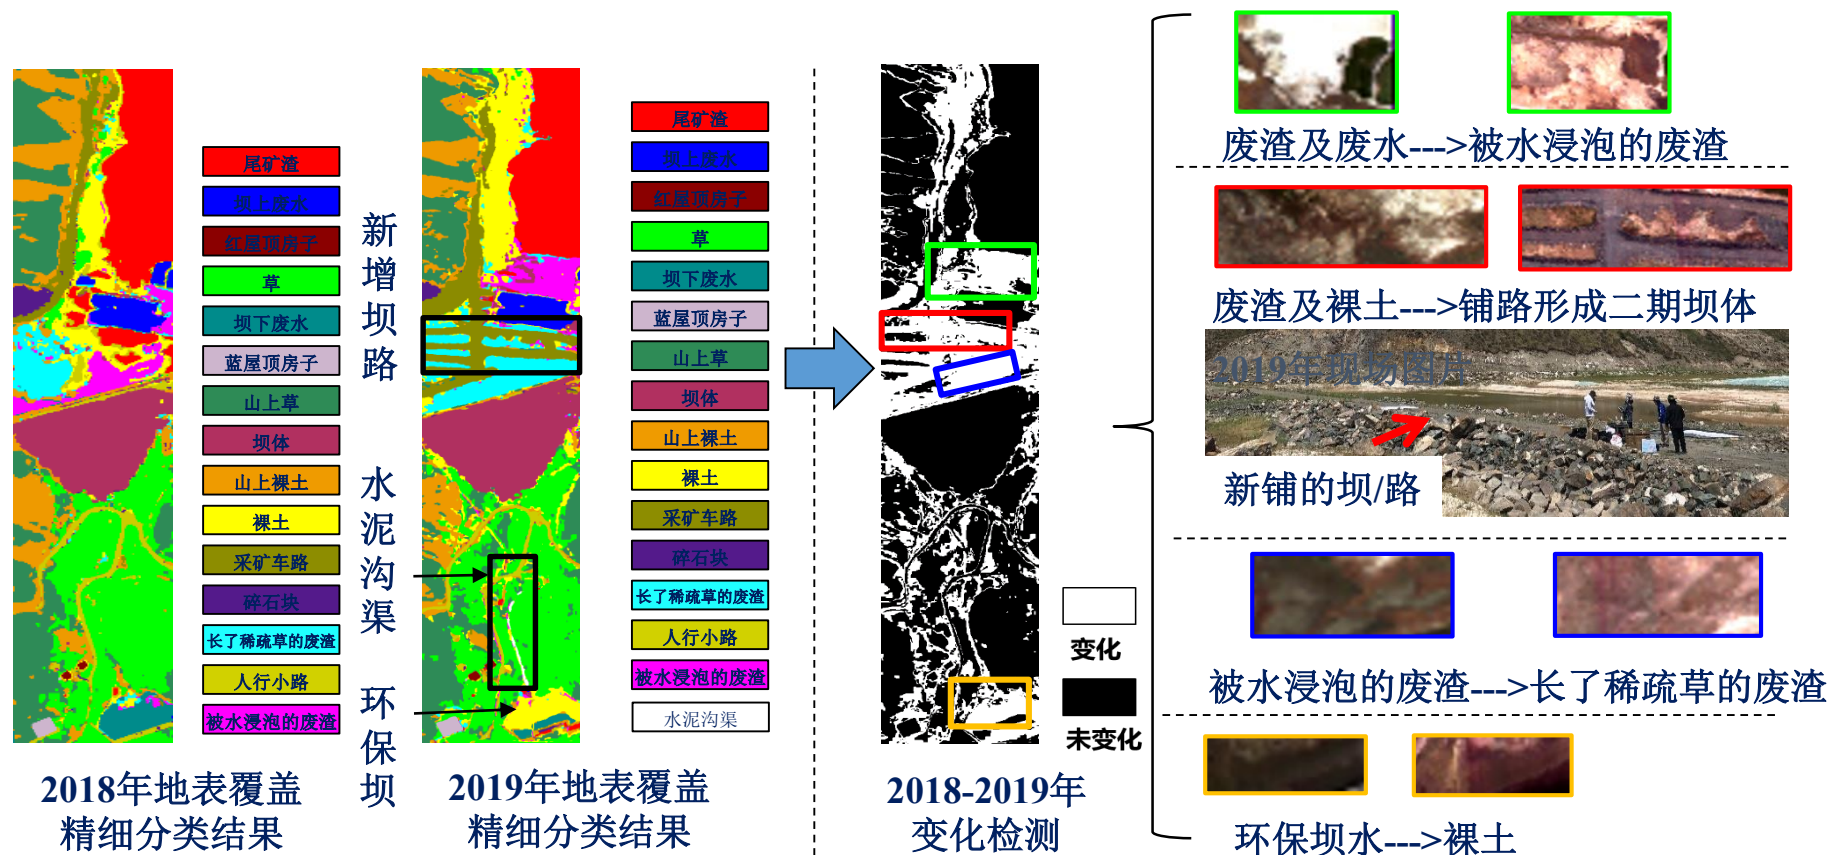 尾矿渣
坝上废水
红屋顶房子
草
坝下废水
蓝屋顶房子
山上草
坝体
山上裸土
裸土
采矿车路
碎石块
长了稀疏草的废渣
人行小路
被水浸泡的废渣
2018年地表覆盖
精细分类结果
新增坝路
水泥沟渠
环保坝
2019年地表覆盖
精细分类结果
尾矿渣
坝上废水
红屋顶房子
草
坝下废水
蓝屋顶房子
山上草
坝体
山上裸土
裸土
采矿车路
碎石块
长了稀疏草的废渣
人行小路
被水浸泡的废渣
水泥沟渠
2018-2019年
变化检测
变化
未变化
废渣及废水--->被水浸泡的废渣
废渣及裸土--->铺路形成二期坝体
2019年现场图片
新铺的坝/路
被水浸泡的废渣--->长了稀疏草的废渣
环保坝水--->裸土